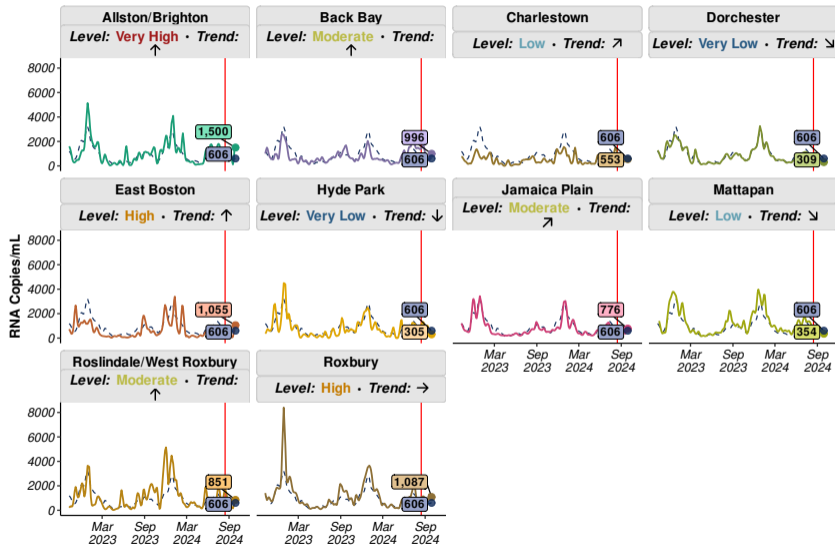 Allston/Brighton
Level: Very High · Trend:
↑
Back Bay
Level: Moderate · Trend:
↑
Charlestown
Level: Low · Trend: ↗
Dorchester
Level: Very Low · Trend: ↘
8000
6000
4000
2000
0
1,500
606
996
606
606
553
606
309
East Boston
Level: High · Trend: ↑
Hyde Park
Level: Very Low · Trend: ↓
Jamaica Plain
Level: Moderate · Trend:
↗
Mattapan
Level: Low · Trend: ↘
RNA Copies/mL
8000
6000
4000
2000
0
1,055
606
606
305
776
606
606
354
Mar 2023
Sep 2023
Mar 2024
Sep 2024
Mar 2023
Sep 2023
Mar 2024
Sep 2024
Roslindale/West Roxbury
Level: Moderate · Trend:
↑
Roxbury
Level: High · Trend: →
8000
6000
4000
2000
0
851
606
1,087
606
Mar 2023
Sep 2023
Mar 2024
Sep 2024
Mar 2023
Sep 2023
Mar 2024
Sep 2024